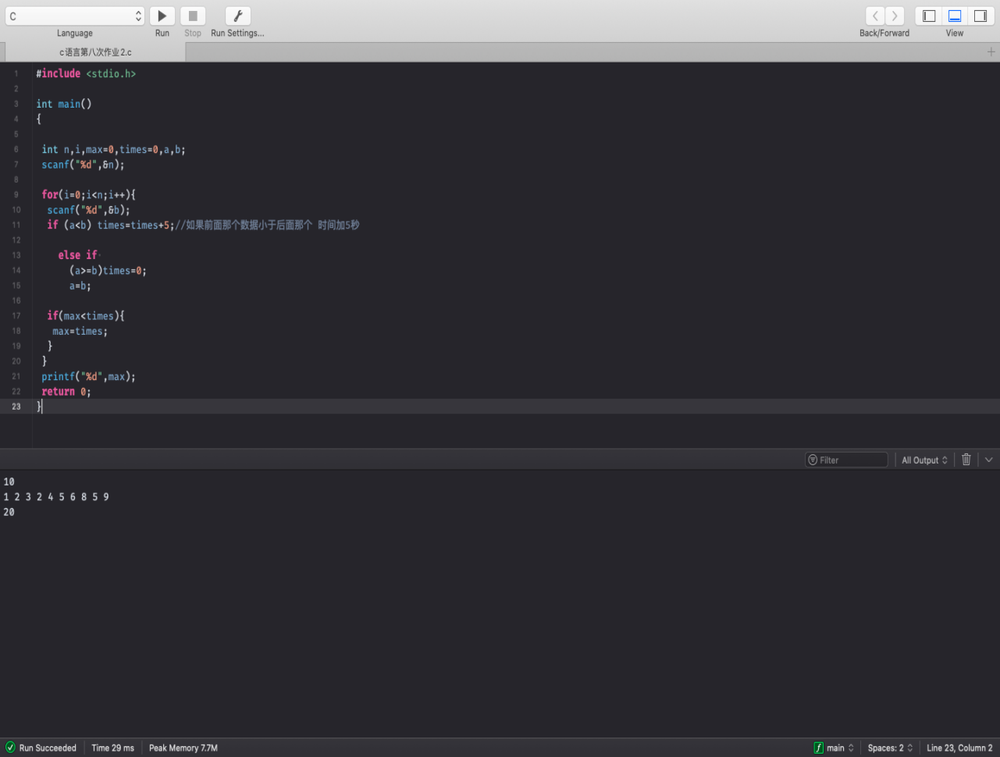 C
Language Run Stop Run Settings... Back/Forward View
c语言第八次作业2.c
1 #include <stdio.h>
2
3 int main()
4 {
5
6 int n,i,max=0,times=0,a,b;
7 scanf("%d",&n);
8
9 for(i=0;i<n;i++){
10 scanf("%d",&b);
11 if (a<b) times=times+5;//如果前面那个数据小于后面那个 时间加5秒
12
13 else if
14 (a>=b)times=0;
15 a=b;
16
17 if(max<times){
18 max=times;
19 }
20 }
21 printf("%d",max);
22 return 0;
23 }
Filter All Output
10
1 2 3 2 4 5 6 8 5 9
20
Run Succeeded Time 29 ms Peak Memory 7.7M f main Spaces: 2 Line 23, Column 2